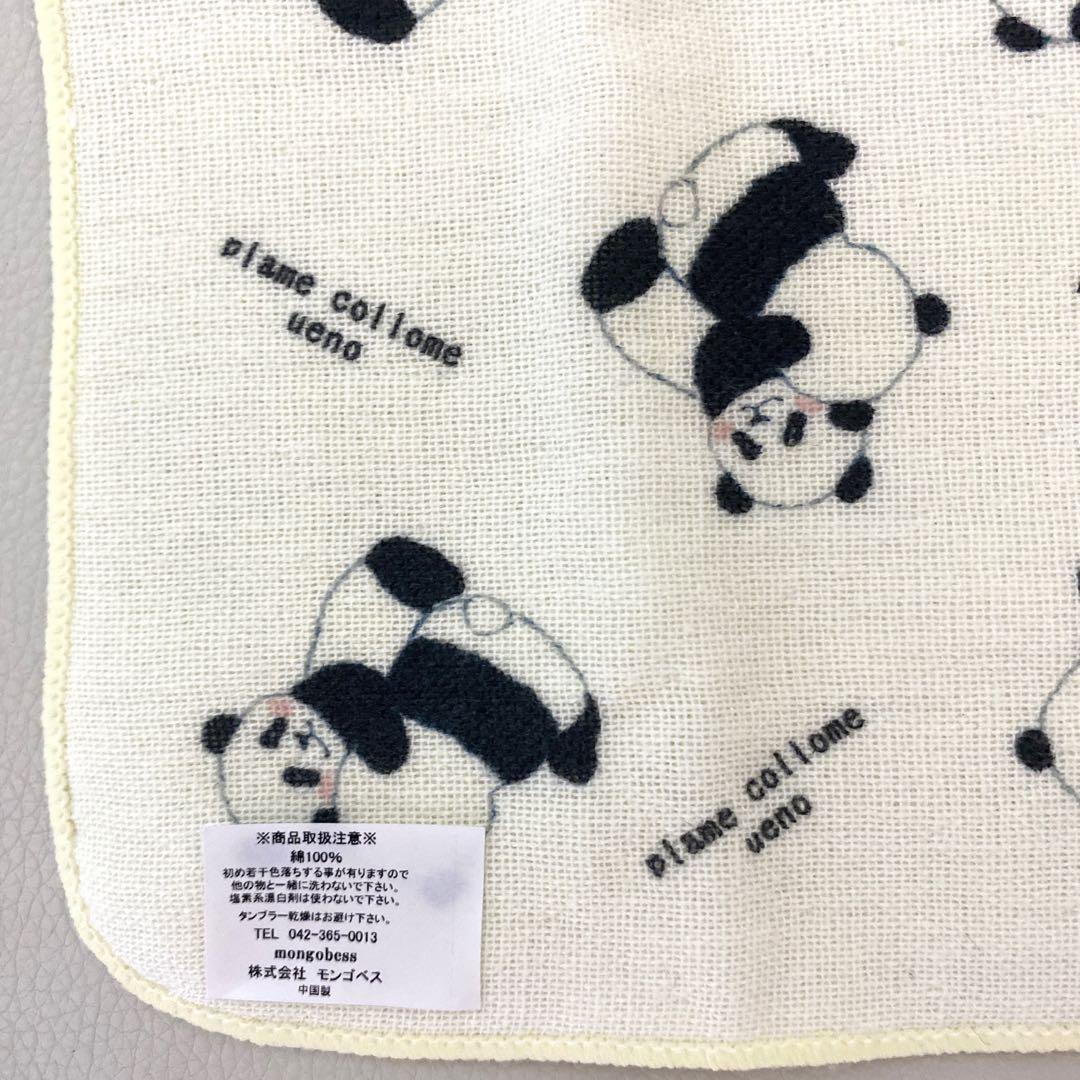 plame collome
ueno
plame collome
ueno
※商品取扱注意※
綿100%
初め若干色落ちする事が有りますので
他の物と一緒に洗わないで下さい。
塩素系漂白剤は使わないで下さい。
タンブラー乾燥はお避け下さい。
TEL 042-365-0013
mongobess
株式会社 モンゴベス
中国製